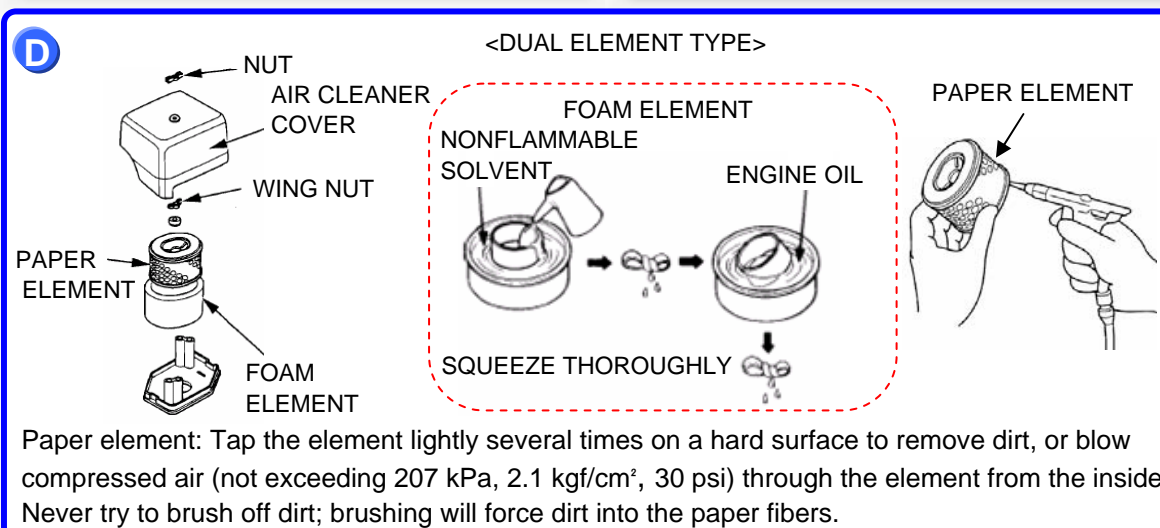 D
<DUAL ELEMENT TYPE>
NUT
AIR CLEANER
COVER
WING NUT
PAPER
ELEMENT
FOAM
ELEMENT
FOAM ELEMENT
NONFLAMMABLE
SOLVENT
ENGINE OIL
SQUEEZE THOROUGHLY
PAPER ELEMENT
Paper element: Tap the element lightly several times on a hard surface to remove dirt, or blow
compressed air (not exceeding 207 kPa, 2.1 kgf/cm², 30 psi) through the element from the inside
Never try to brush off dirt; brushing will force dirt into the paper fibers.